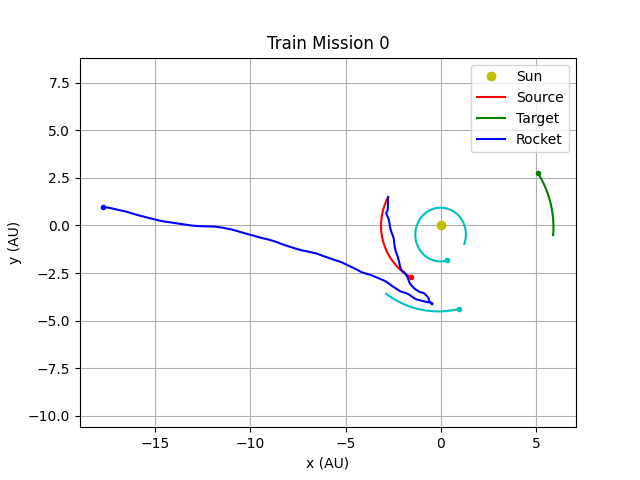 Train Mission 0
Sun
Source
Target
Rocket
7.5
5.0
2.5
0.0
−2.5
−5.0
−7.5
−10.0
y (AU)
−15 −10 −5 0 5
x (AU)